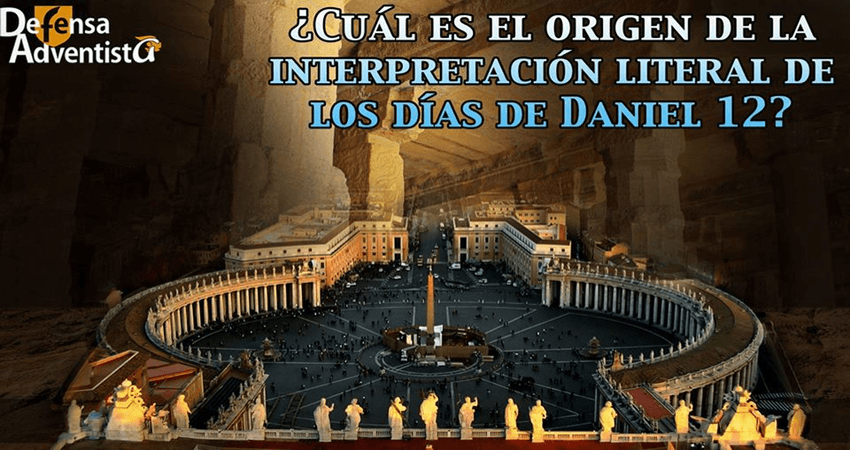 Defensa
Adventista
¿Cuál es el origen de la
interpretación literal de
los días de Daniel 12?